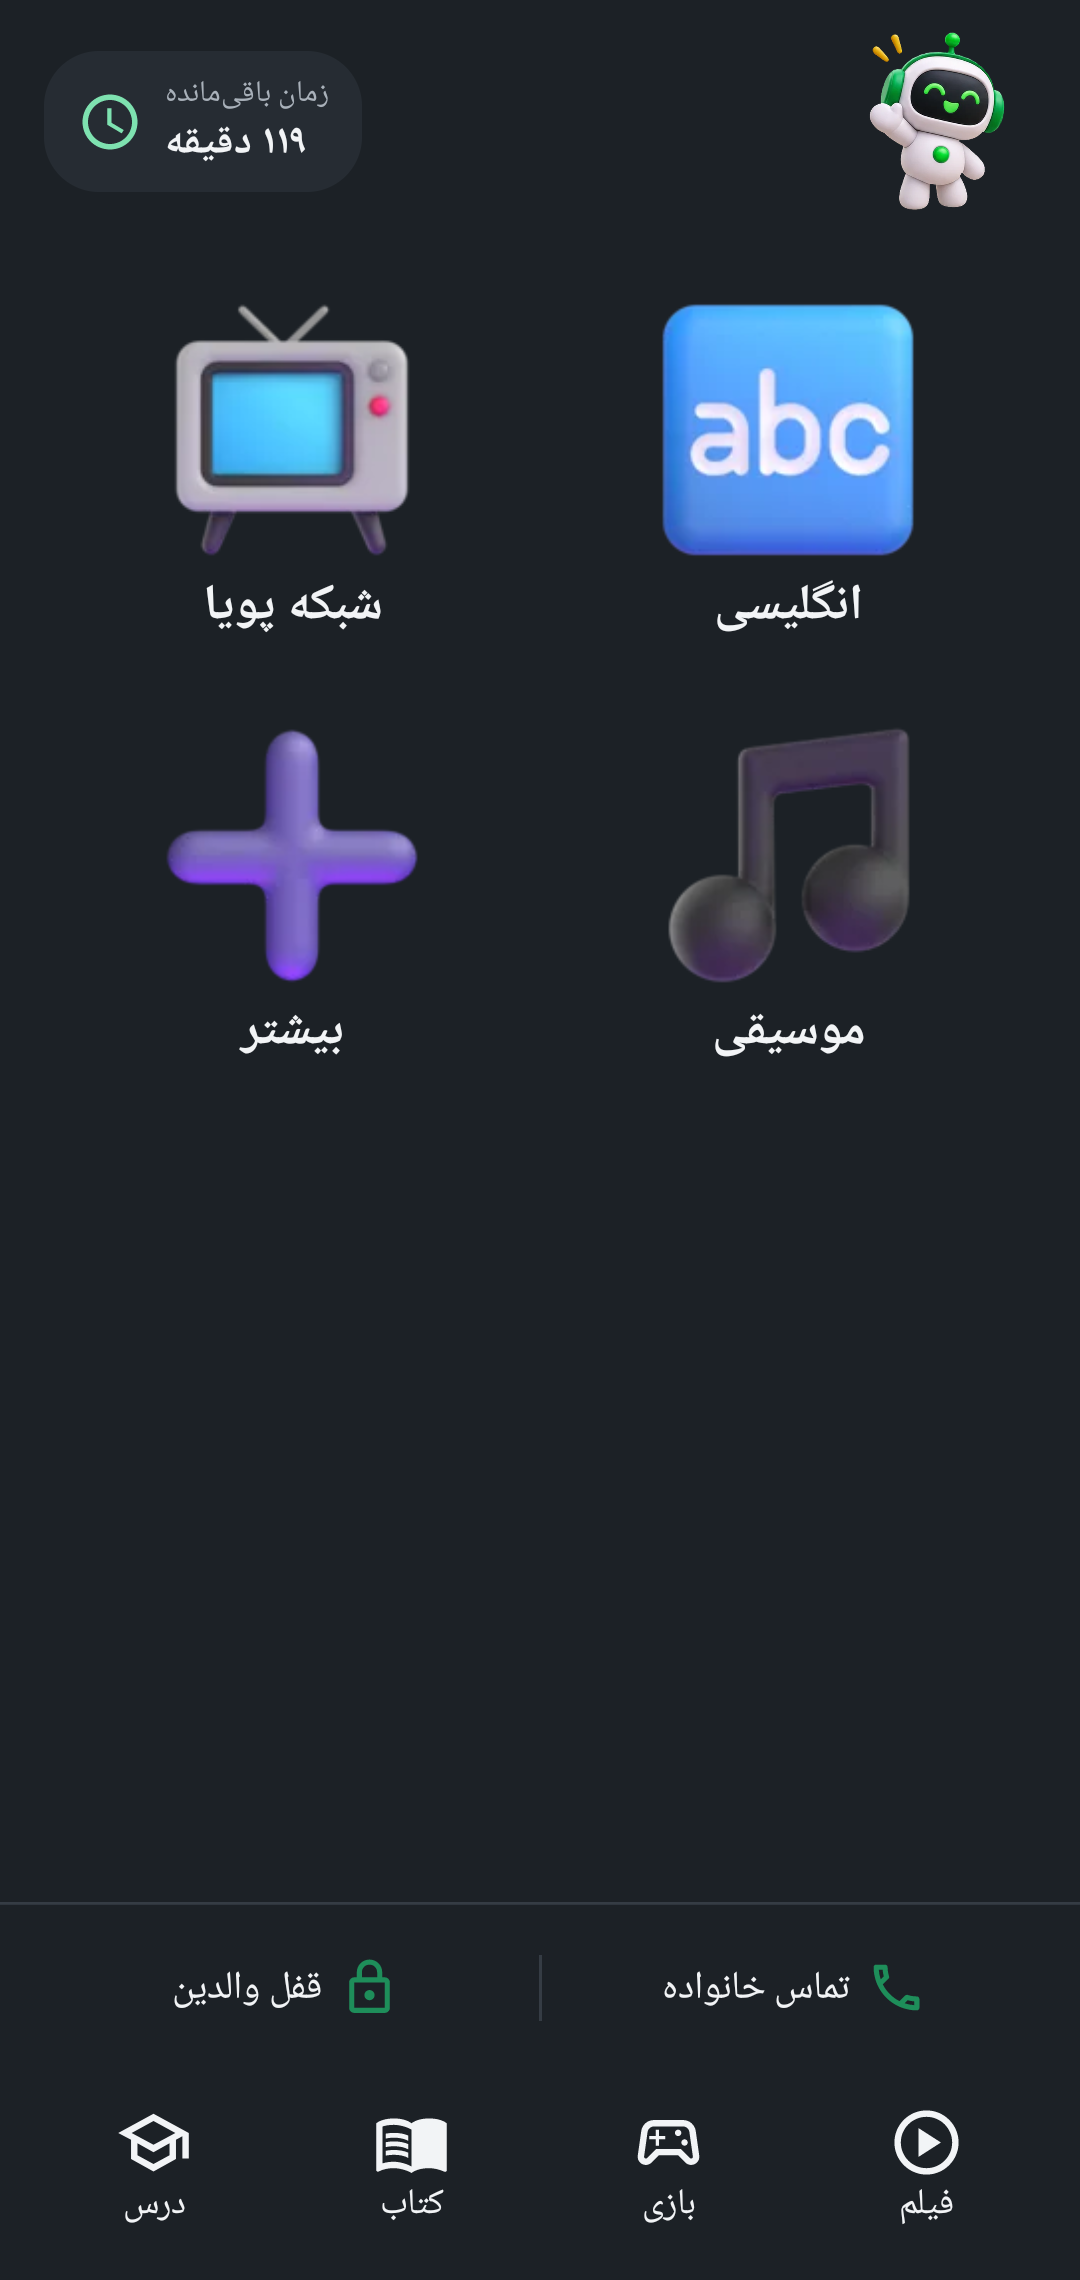 زمان باقی‌مانده
۱۱۹ دقیقه
abc
انگلیسی
شبکه پویا
موسیقی
بیشتر
تماس خانواده
قفل والدین
فیلم
بازی
کتاب
درس